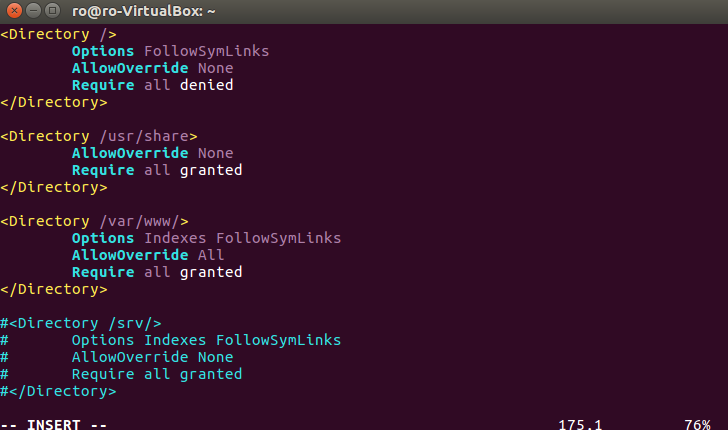 ro@ro-VirtualBox: ~
<Directory />
        Options FollowSymLinks
        AllowOverride None
        Require all denied
</Directory>

<Directory /usr/share>
        AllowOverride None
        Require all granted
</Directory>

<Directory /var/www/>
        Options Indexes FollowSymLinks
        AllowOverride All
        Require all granted
</Directory>

#<Directory /srv/>
#       Options Indexes FollowSymLinks
#       AllowOverride None
#       Require all granted
#</Directory>

-- INSERT --                                                  175,1         76%